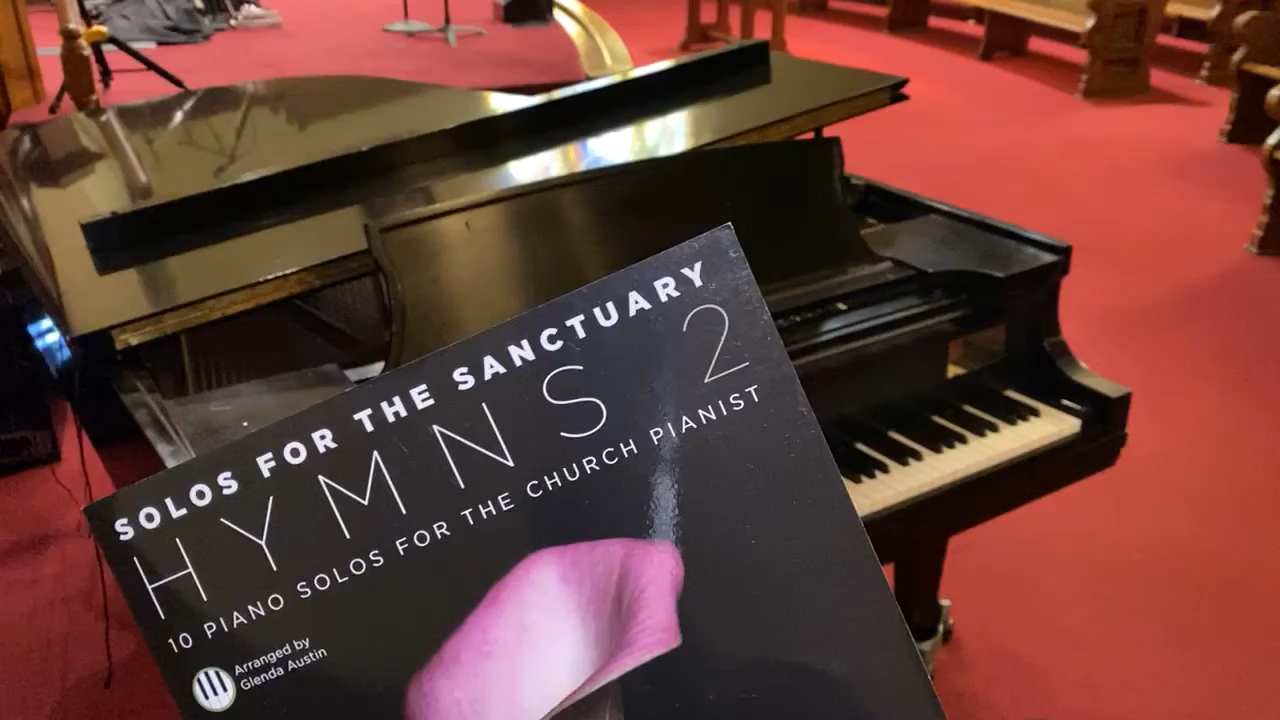 SOLOS FOR THE SANCTUARY
HYMNS 2
10 PIANO SOLOS FOR THE CHURCH PIANIST
Arranged by
Glenda Austin